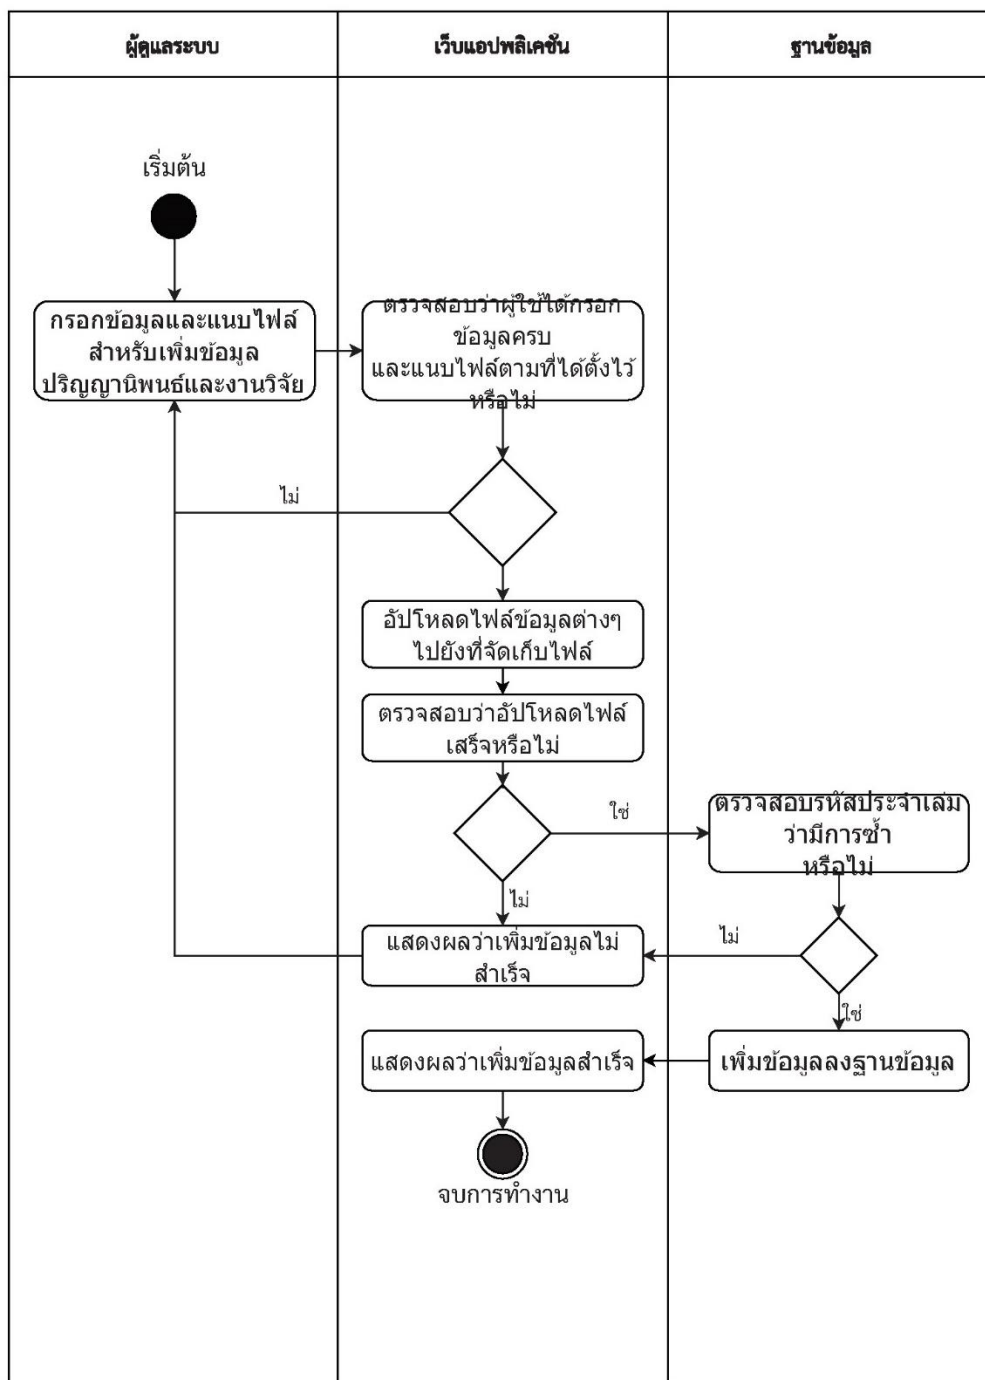 ผู้ดูแลระบบ
เว็บแอปพลิเคชั่น
ฐานข้อมูล
เริ่มต้น
กรอกข้อมูลและแนบไฟล์
สำหรับเพิ่มข้อมูล
ปริญญานิพนธ์และงานวิจัย
ตรวจสอบว่าผู้ใช้ได้กรอก
ข้อมูลครบ
และแนบไฟล์ตามที่ได้ตั้งไว้
หรือไม่
ไม่
อัปโหลดไฟล์ข้อมูลต่างๆ
ไปยังที่จัดเก็บไฟล์
ตรวจสอบว่าอัปโหลดไฟล์
เสร็จหรือไม่
ใช่
ตรวจสอบรหัสประจำเล่ม
ว่ามีการซ้ำ
หรือไม่
ไม่
แสดงผลว่าเพิ่มข้อมูลไม่
สำเร็จ
ไม่
ใช่
แสดงผลว่าเพิ่มข้อมูลสำเร็จ
เพิ่มข้อมูลลงฐานข้อมูล
จบการทำงาน